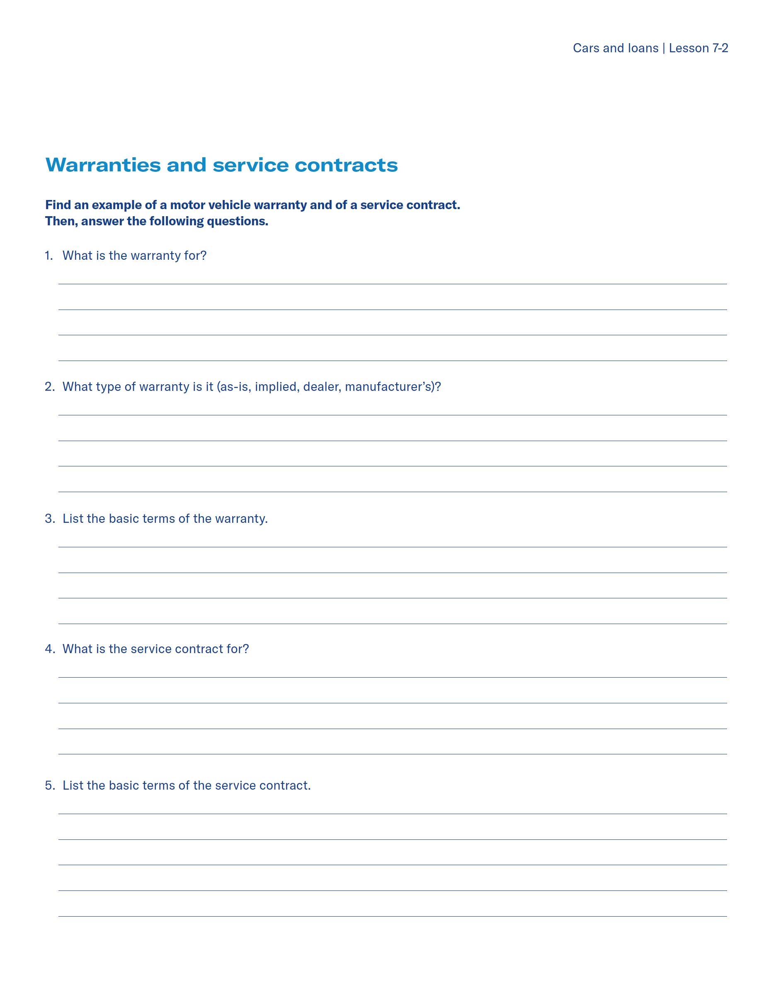 Cars and loans | Lesson 7-2
Warranties and service contracts
Find an example of a motor vehicle warranty and of a service contract.
Then, answer the following questions.
1. What is the warranty for?
2. What type of warranty is it (as-is, implied, dealer, manufacturer’s)?
3. List the basic terms of the warranty.
4. What is the service contract for?
5. List the basic terms of the service contract.